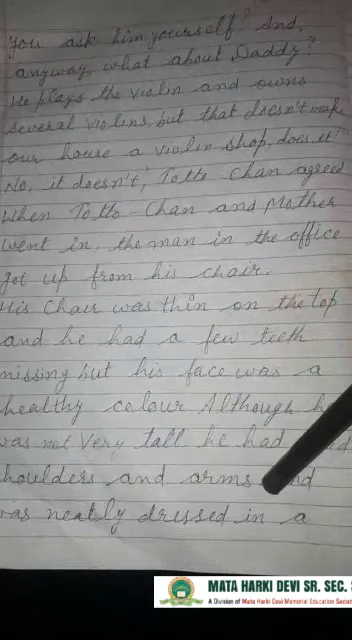 you ask him yourself? And,
anyway, what about Daddy?
He plays the violin and owns
several violins, but that doesn't make
our house a violin shop, does it?
No, it doesn't, Totto Chan agreed
When Totto-Chan and Mother
went in, the man in the office
got up from his chair.
His Chair was thin on the top
and he had a few teeth
missing but his face was a
healthy colour Although h
was not very tall he had
houlders and arms nd
was neatly dressed in a
MATA HARKI DEVI SR. SEC.
A Division of Mata Harki Devi Memorial Education Societ